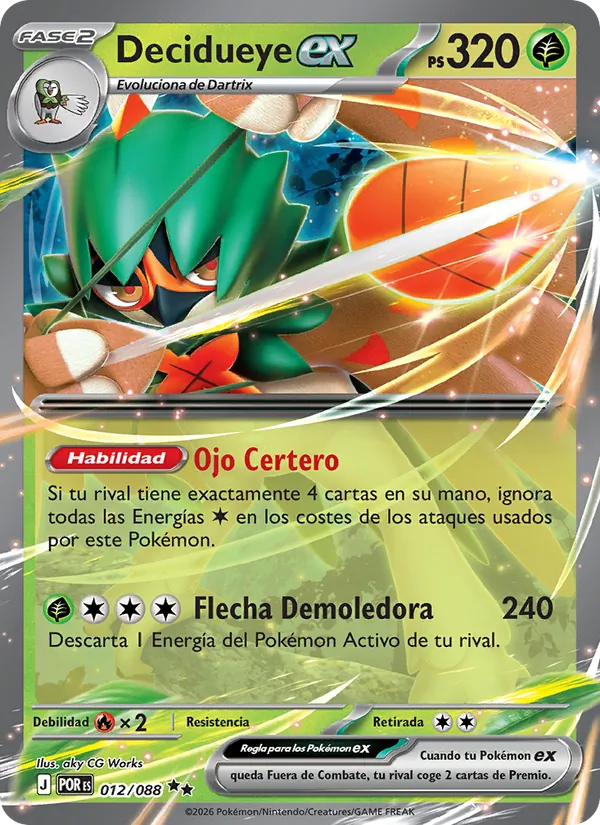 FASE 2
Decidueye ex
PS 320
Evoluciona de Dartrix
Habilidad Ojo Certero
Si tu rival tiene exactamente 4 cartas en su mano, ignora
todas las Energías en los costes de los ataques usados
por este Pokémon.
Flecha Demoledora 240
Descarta 1 Energía del Pokémon Activo de tu rival.
Debilidad ×2 Resistencia Retirada
Ilus. aky CG Works
Regla para los Pokémon ex Cuando tu Pokémon ex
queda Fuera de Combate, tu rival coge 2 cartas de Premio.
J POR ES 012/088
©2026 Pokémon/Nintendo/Creatures/GAME FREAK